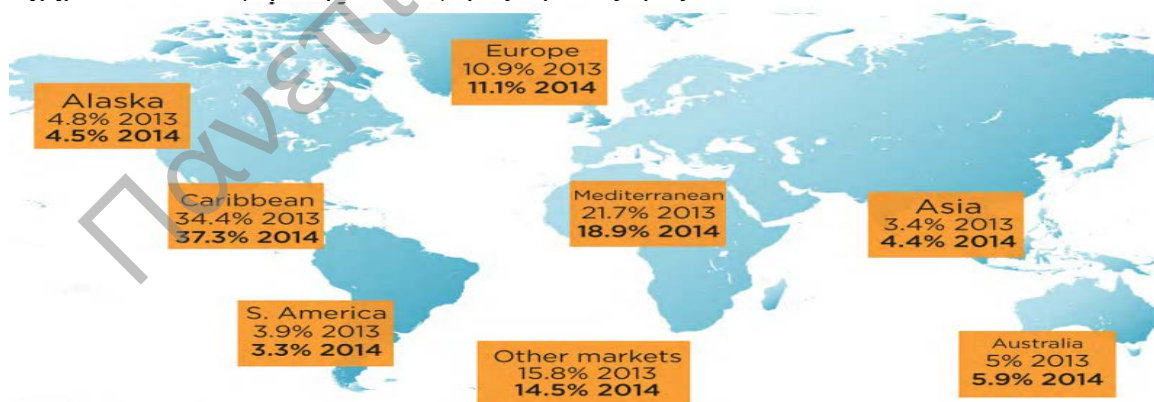 Europe
10.9% 2013
11.1% 2014
Alaska
4.8% 2013
4.5% 2014
Caribbean
34.4% 2013
37.3% 2014
Mediterranean
21.7% 2013
18.9% 2014
Asia
3.4% 2013
4.4% 2014
S. America
3.9% 2013
3.3% 2014
Other markets
15.8% 2013
14.5% 2014
Australia
5% 2013
5.9% 2014